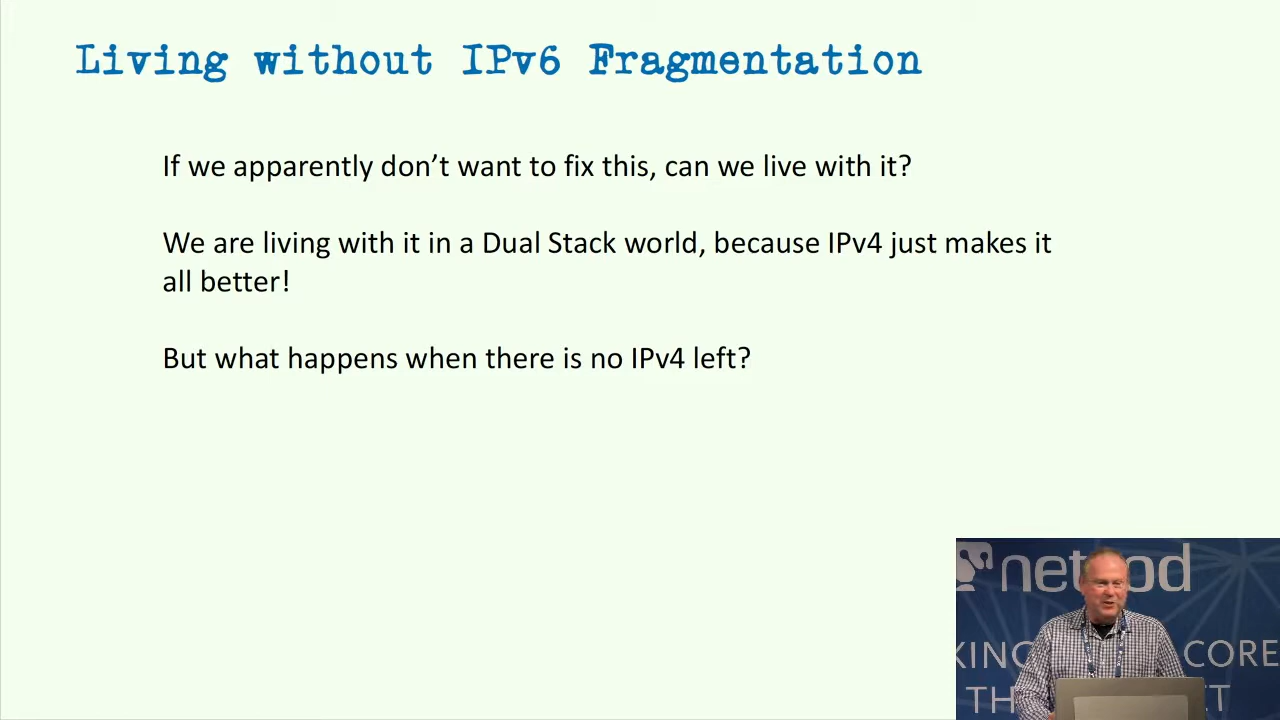 Living without IPv6 Fragmentation
If we apparently don’t want to fix this, can we live with it?
We are living with it in a Dual Stack world, because IPv4 just makes it
all better!
But what happens when there is no IPv4 left?
CORE